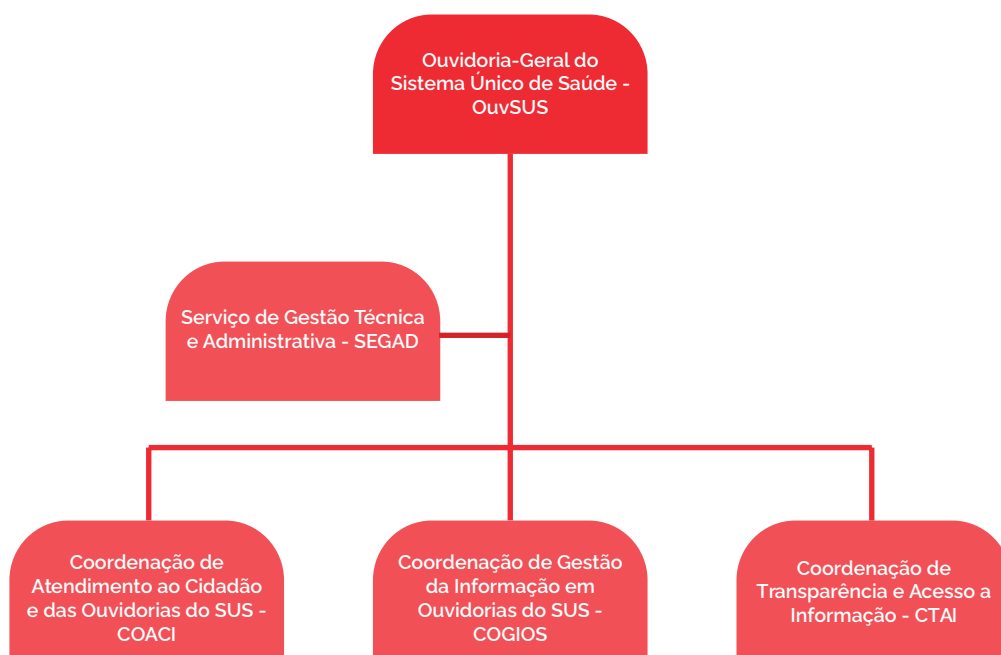 Ouvidoria-Geral do
Sistema Único de Saúde -
OuvSUS
Serviço de Gestão Técnica
e Administrativa - SEGAD
Coordenação de
Atendimento ao Cidadão
e das Ouvidorias do SUS -
COACI
Coordenação de Gestão
da Informação em
Ouvidorias do SUS -
COGIOS
Coordenação de
Transparência e Acesso a
Informação - CTAI